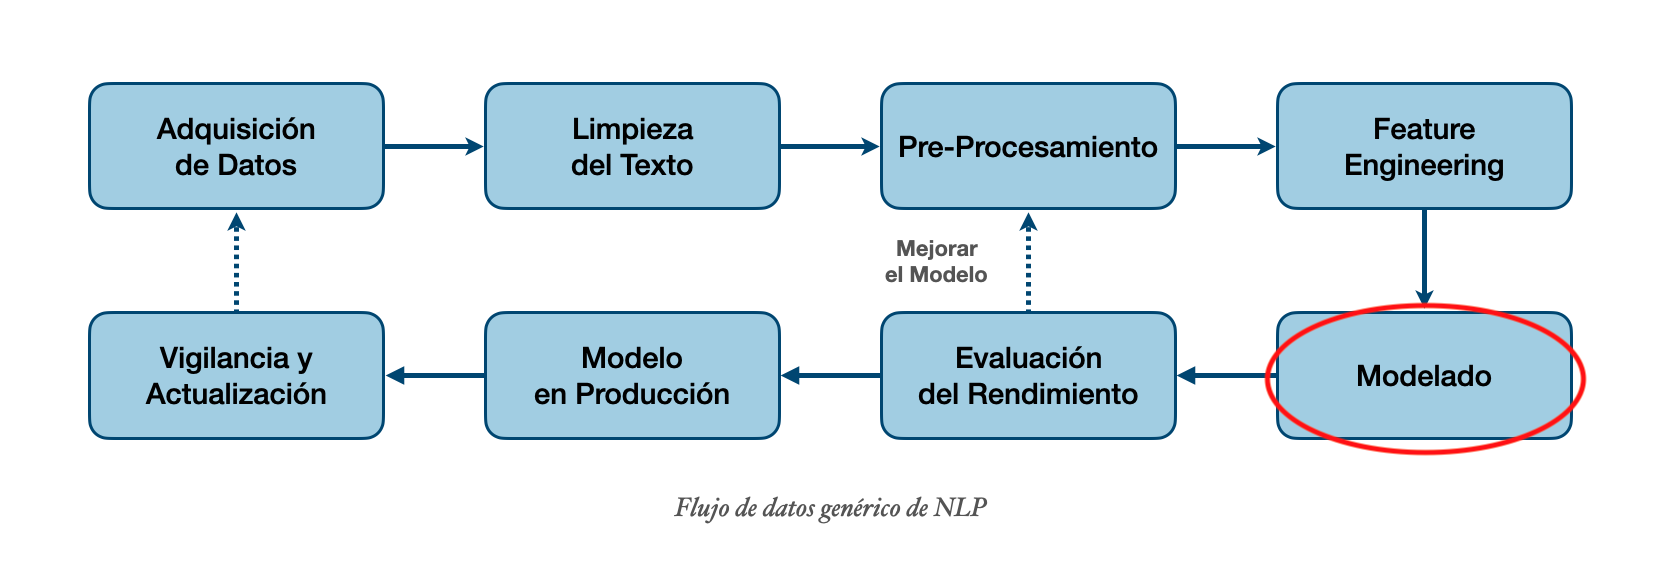 Adquisición
de Datos
Limpieza
del Texto
Pre-Procesamiento
Feature
Engineering
Mejorar
el Modelo
Vigilancia y
Actualización
Modelo
en Producción
Evaluación
del Rendimiento
Modelado
Flujo de datos genérico de NLP